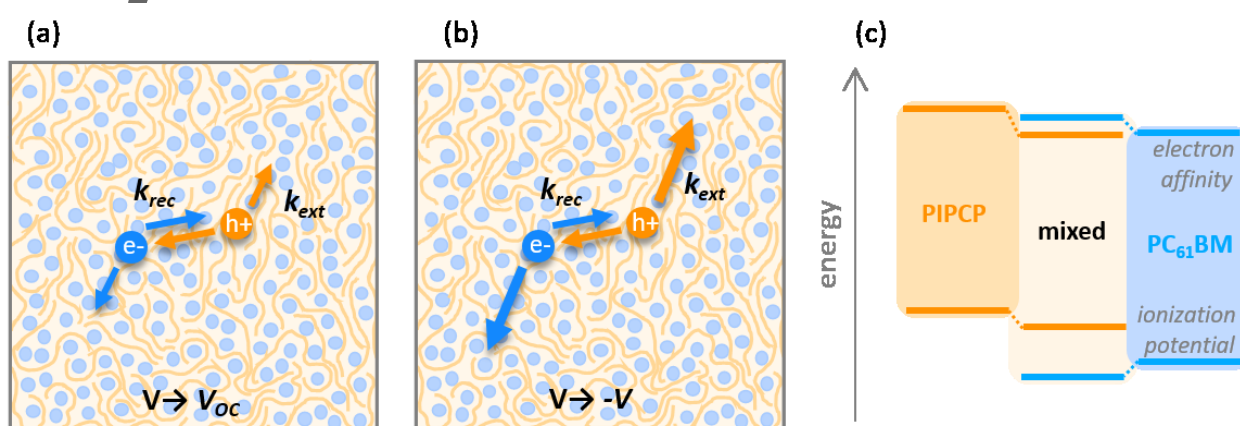 (a)
k_rec
k_ext
e-
h+
V→ V_OC
(b)
k_rec
k_ext
e-
h+
V→ -V
(c)
energy
PIPCP
mixed
electron
affinity
PC₆₁BM
ionization
potential